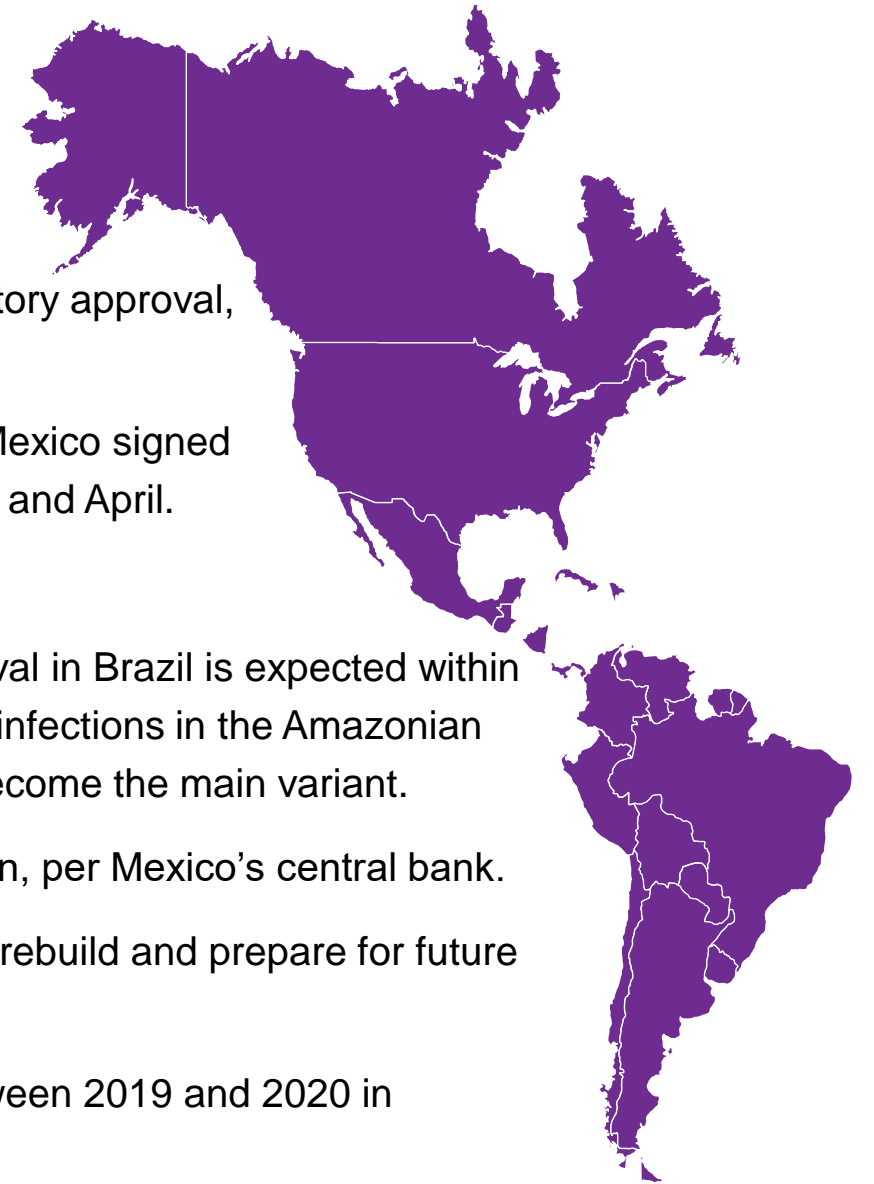 tory approval,
Mexico signed
and April.
val in Brazil is expected within
infections in the Amazonian
ecome the main variant.
n, per Mexico’s central bank.
rebuild and prepare for future
ween 2019 and 2020 in